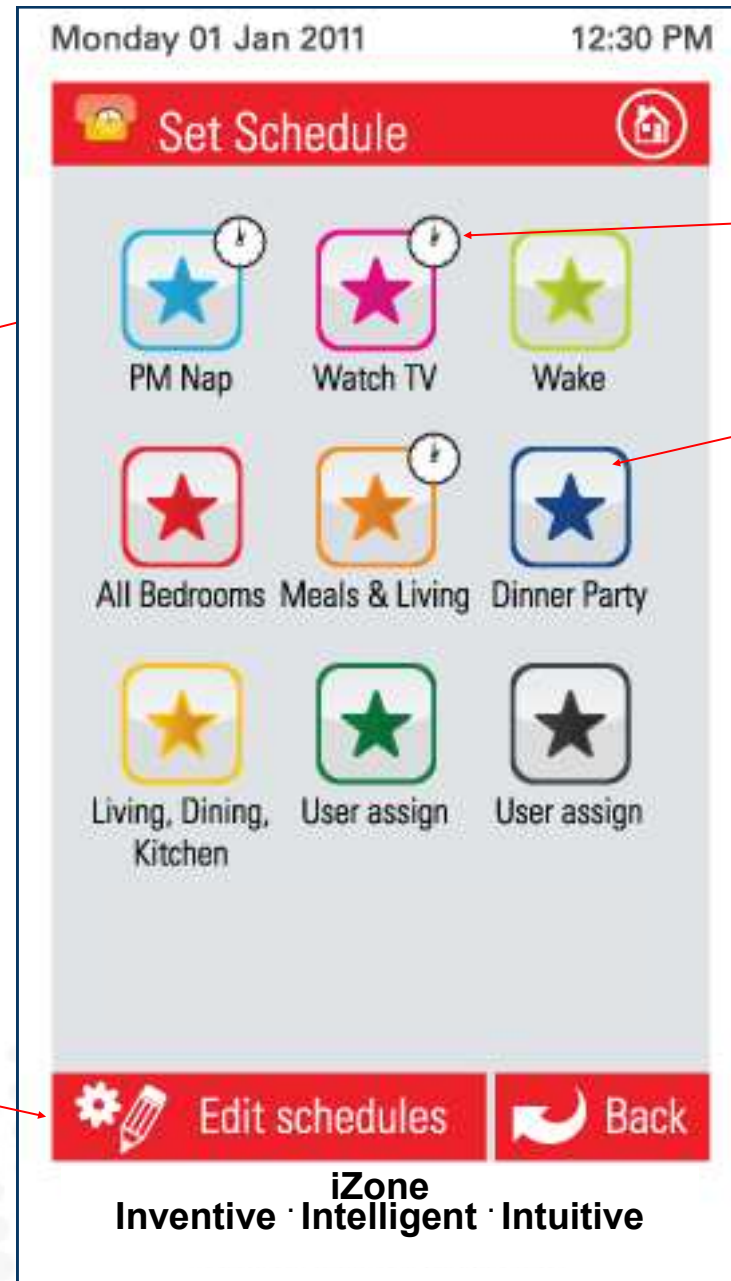 Monday 01 Jan 2011 12:30 PM
Set Schedule
PM Nap Watch TV Wake
All Bedrooms Meals & Living Dinner Party
Living, Dining, User assign User assign
Kitchen
Edit schedules Back
iZone
Inventive · Intelligent · Intuitive